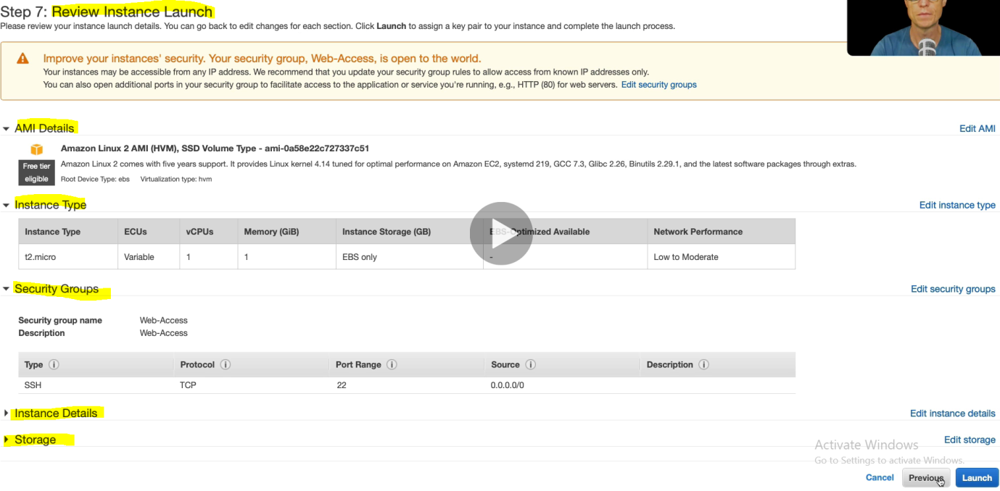 Step 7: Review Instance Launch
Please review your instance launch details. You can go back to edit changes for each section. Click Launch to assign a key pair to your instance and complete the launch process.
Improve your instances' security. Your security group, Web-Access, is open to the world.
Your instances may be accessible from any IP address. We recommend that you update your security group rules to allow access from known IP addresses only.
You can also open additional ports in your security group to facilitate access to the application or service you're running, e.g., HTTP (80) for web servers. Edit security groups
AMI Details Edit AMI
Amazon Linux 2 AMI (HVM), SSD Volume Type - ami-0a58e22c727337c51
Free tier eligible
Amazon Linux 2 comes with five years support. It provides Linux kernel 4.14 tuned for optimal performance on Amazon EC2, systemd 219, GCC 7.3, Glibc 2.26, Binutils 2.29.1, and the latest software packages through extras.
Root Device Type: ebs Virtualization type: hvm
Instance Type Edit instance type
Instance Type ECUs vCPUs Memory (GiB) Instance Storage (GB) EBS-Optimized Available Network Performance
t2.micro Variable 1 1 EBS only - Low to Moderate
Security Groups Edit security groups
Security group name Web-Access
Description Web-Access
Type Protocol Port Range Source Description
SSH TCP 22 0.0.0.0/0
Instance Details Edit instance details
Storage Edit storage
Activate Windows
Go to Settings to activate Windows.
Cancel Previous Launch